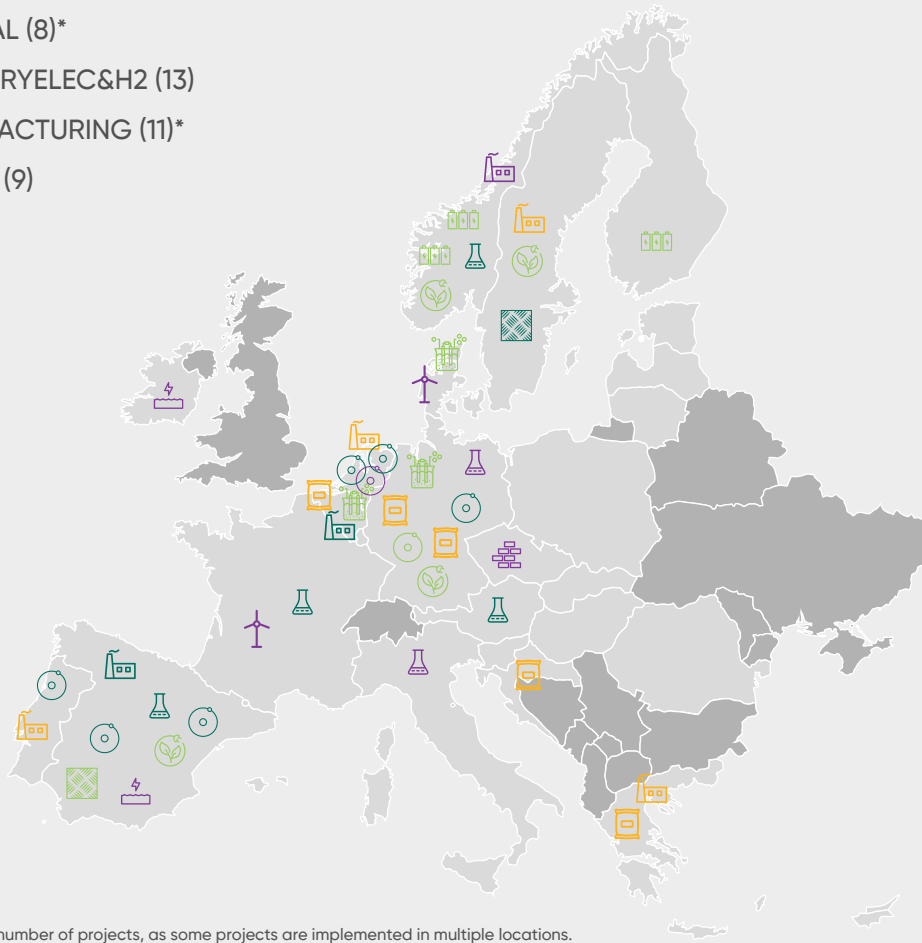 AL (8)*
RYELEC&H2 (13)
ACTURING (11)*
(9)
number of projects, as some projects are implemented in multiple locations.